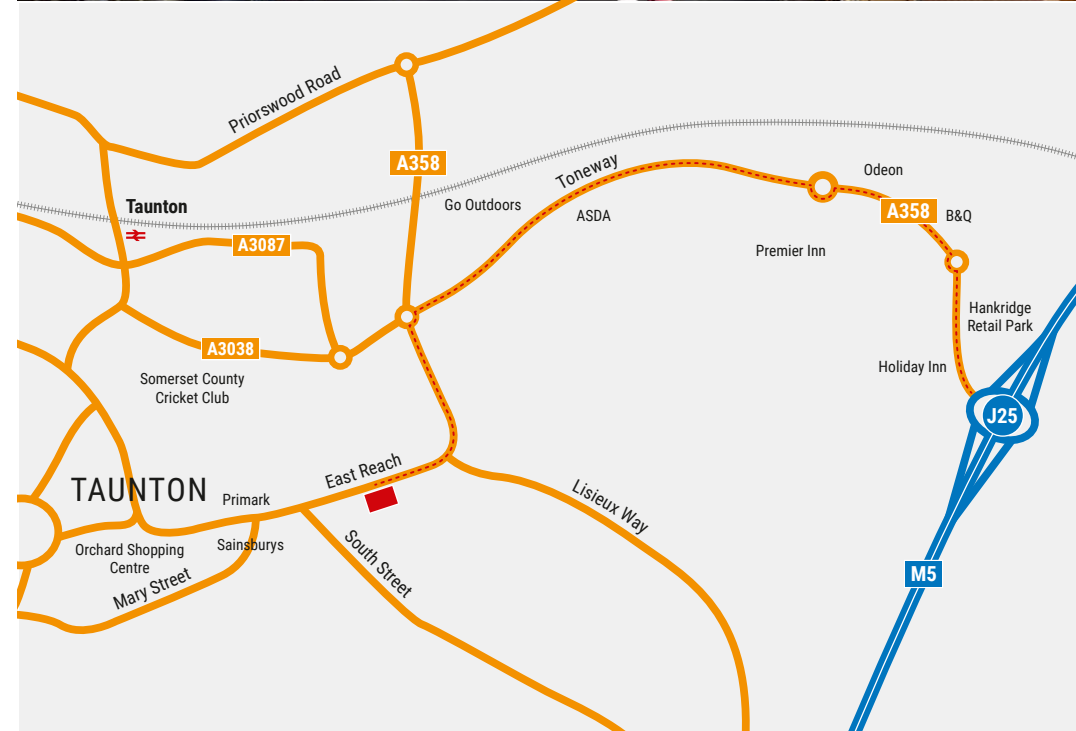 Priorswood Road
A358
Toneway
Odeon
Go Outdoors
ASDA
A358
B&Q
Taunton
A3087
Premier Inn
Hankridge
Retail Park
A3038
Holiday Inn
Somerset County
Cricket Club
J25
East Reach
TAUNTON
Primark
Lisieux Way
Sainsburys
Orchard Shopping
Centre
South Street
Mary Street
M5